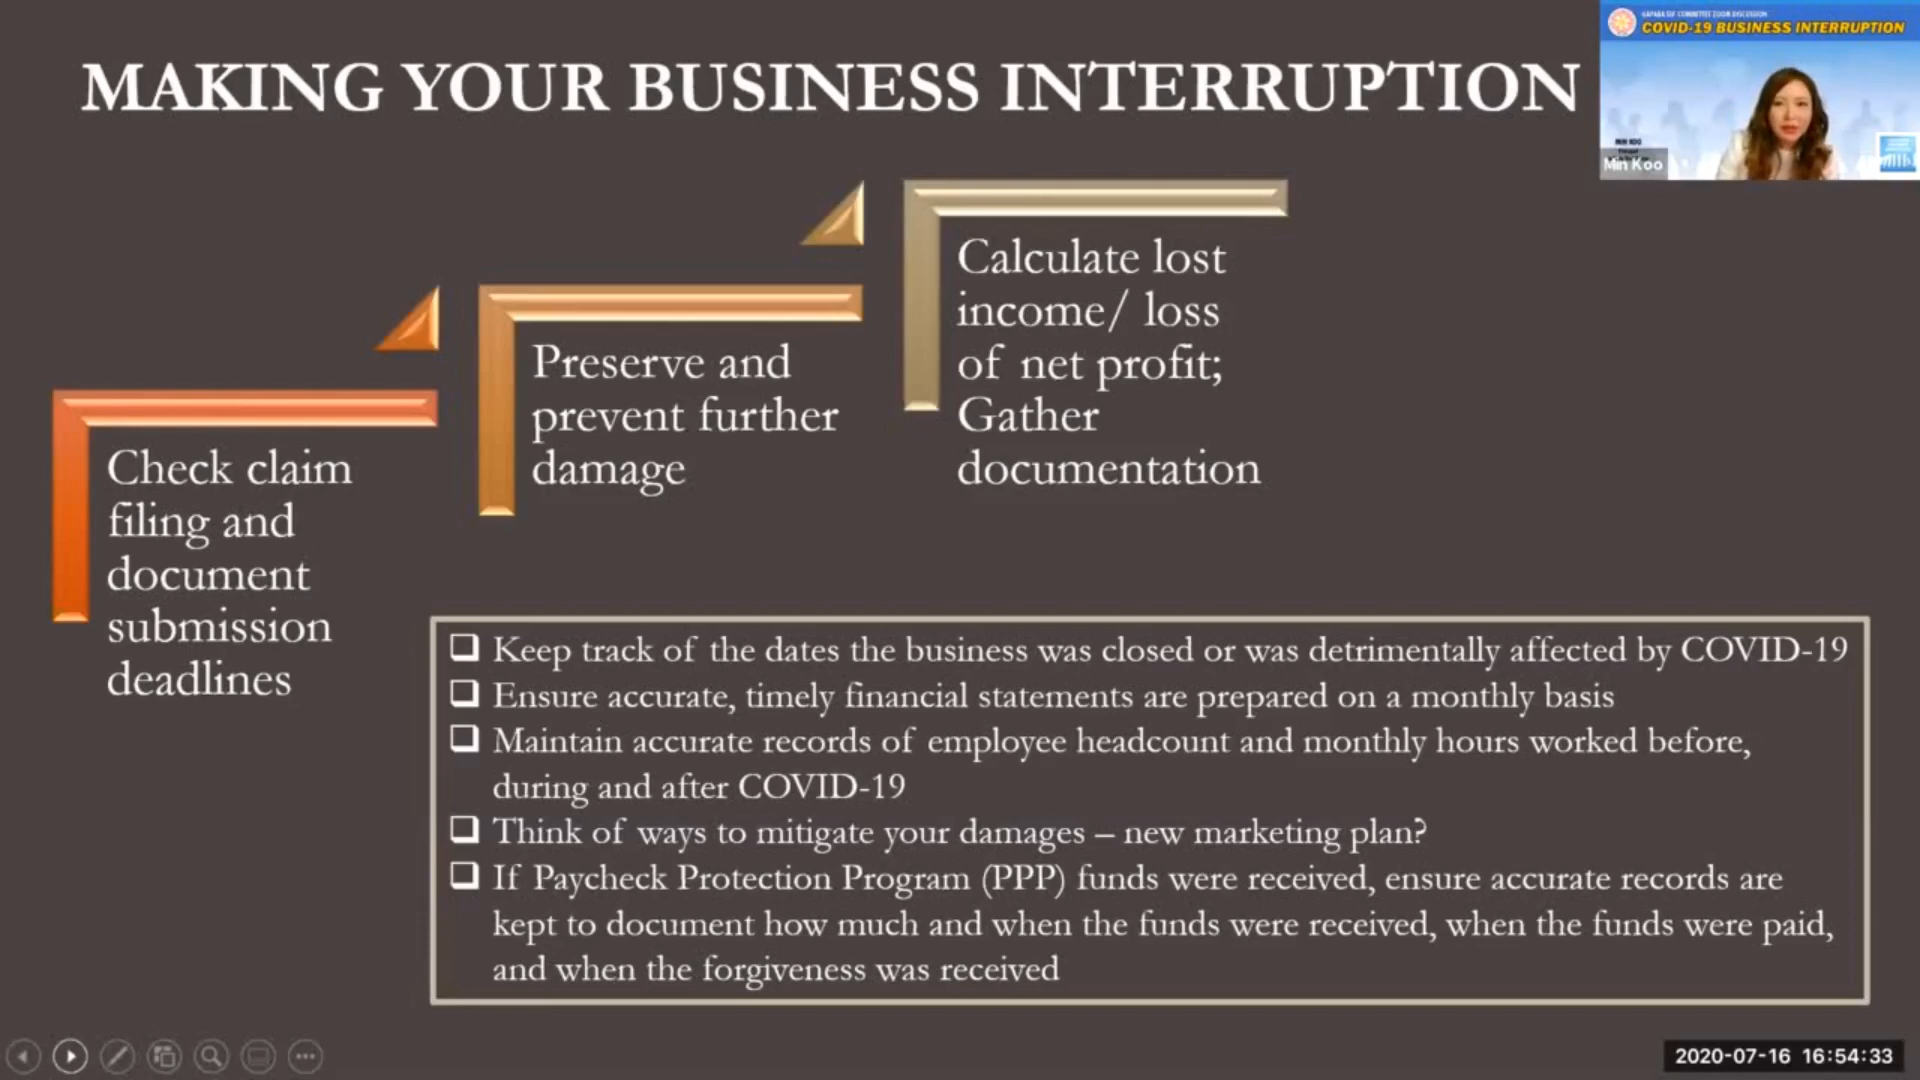 MAKING YOUR BUSINESS INTERRUPTION
COMMITTEE ZOOM DISCUSSION
COVID-19 BUSINESS INTERRUPTION
MIN KOO
Min Koo
Calculate lost
income/ loss
of net profit;
Gather
documentation
Preserve and
prevent further
damage
Check claim
filing and
document
submission
deadlines
❑ Keep track of the dates the business was closed or was detrimentally affected by COVID-19
❑ Ensure accurate, timely financial statements are prepared on a monthly basis
❑ Maintain accurate records of employee headcount and monthly hours worked before,
during and after COVID-19
❑ Think of ways to mitigate your damages – new marketing plan?
❑ If Paycheck Protection Program (PPP) funds were received, ensure accurate records are
kept to document how much and when the funds were received, when the funds were paid,
and when the forgiveness was received
2020-07-16 16:54:33